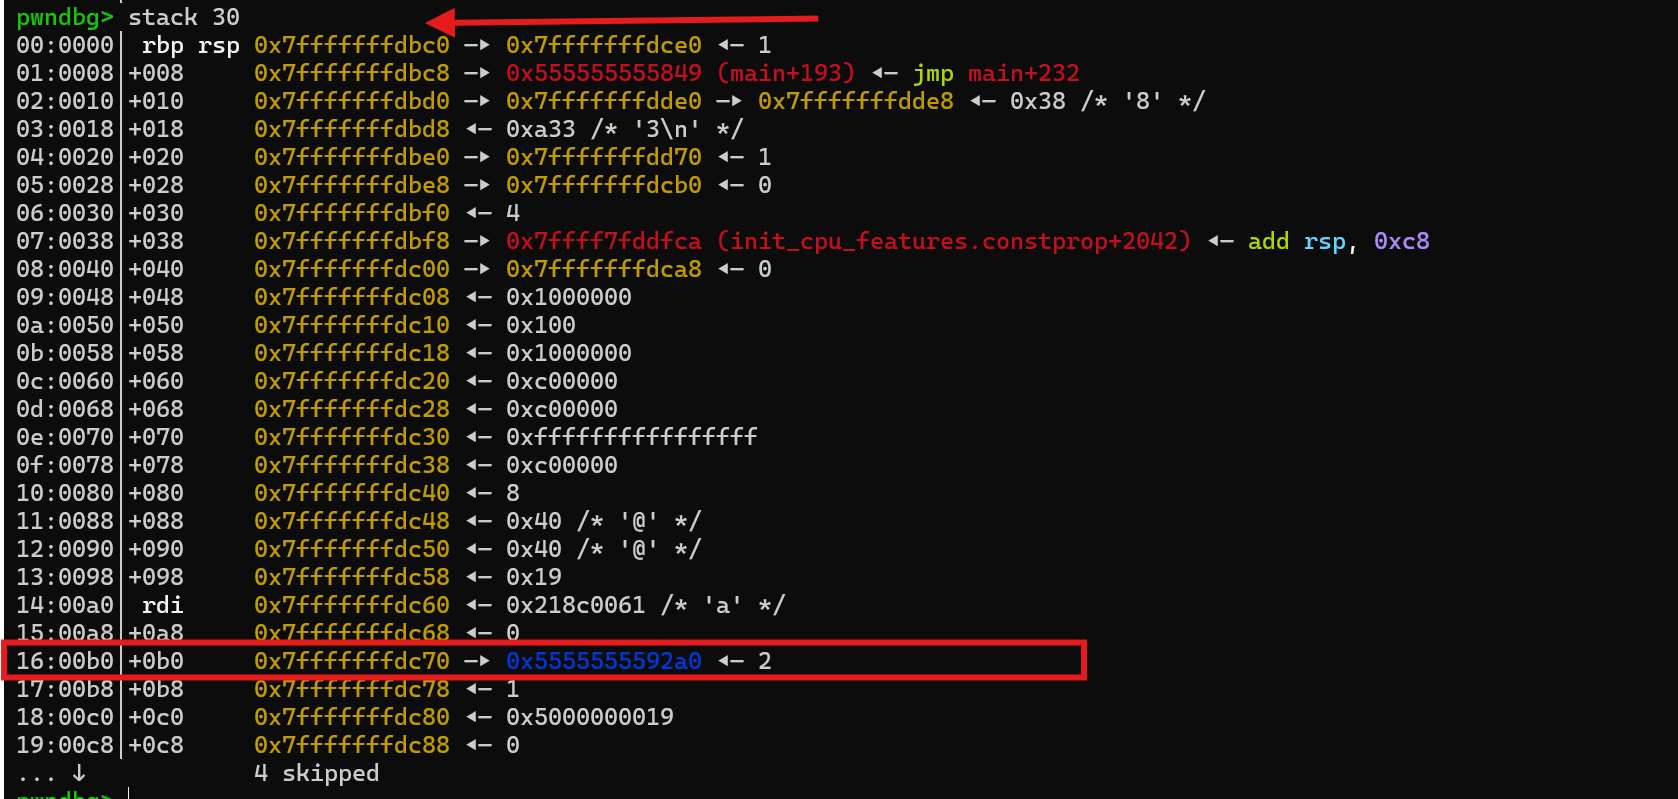 pwndbg> stack 30
00:0000│ rbp rsp 0x7fffffffdbc0 —▸ 0x7fffffffdce0 ◂— 1
01:0008│+008     0x7fffffffdbc8 —▸ 0x555555555849 (main+193) ◂— jmp main+232
02:0010│+010     0x7fffffffdbd0 —▸ 0x7fffffffdde0 —▸ 0x7fffffffdde8 ◂— 0x38 /* '8' */
03:0018│+018     0x7fffffffdbd8 ◂— 0xa33 /* '3\n' */
04:0020│+020     0x7fffffffdbe0 —▸ 0x7fffffffdd70 ◂— 1
05:0028│+028     0x7fffffffdbe8 —▸ 0x7fffffffdcb0 ◂— 0
06:0030│+030     0x7fffffffdbf0 ◂— 4
07:0038│+038     0x7fffffffdbf8 —▸ 0x7ffff7fddfca (init_cpu_features.constprop+2042) ◂— add rsp, 0xc8
08:0040│+040     0x7fffffffdc00 —▸ 0x7fffffffdca8 ◂— 0
09:0048│+048     0x7fffffffdc08 ◂— 0x1000000
0a:0050│+050     0x7fffffffdc10 ◂— 0x100
0b:0058│+058     0x7fffffffdc18 ◂— 0x1000000
0c:0060│+060     0x7fffffffdc20 ◂— 0xc00000
0d:0068│+068     0x7fffffffdc28 ◂— 0xc00000
0e:0070│+070     0x7fffffffdc30 ◂— 0xffffffffffffffff
0f:0078│+078     0x7fffffffdc38 ◂— 0xc00000
10:0080│+080     0x7fffffffdc40 ◂— 8
11:0088│+088     0x7fffffffdc48 ◂— 0x40 /* '@' */
12:0090│+090     0x7fffffffdc50 ◂— 0x40 /* '@' */
13:0098│+098     0x7fffffffdc58 ◂— 0x19
14:00a0│ rdi     0x7fffffffdc60 ◂— 0x218c0061 /* 'a' */
15:00a8│+0a8     0x7fffffffdc68 ◂— 0
16:00b0│+0b0     0x7fffffffdc70 —▸ 0x5555555592a0 ◂— 2
17:00b8│+0b8     0x7fffffffdc78 ◂— 1
18:00c0│+0c0     0x7fffffffdc80 ◂— 0x5000000019
19:00c8│+0c8     0x7fffffffdc88 ◂— 0
... ↓            4 skipped
pwndbg>